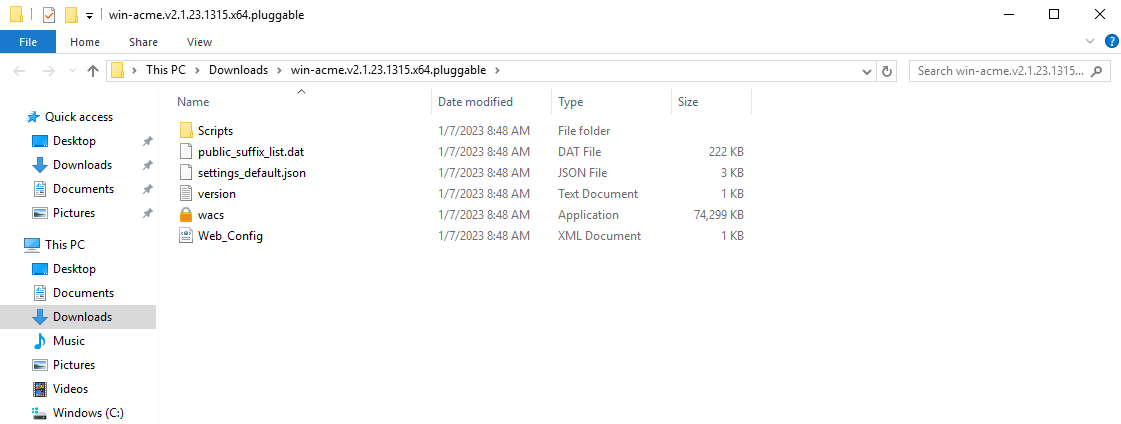 win-acme.v2.1.23.1315.x64.pluggable
File Home Share View
This PC Downloads win-acme.v2.1.23.1315.x64.pluggable Search win-acme.v2.1.23.1315...
Quick access
Desktop
Downloads
Documents
Pictures
This PC
Desktop
Documents
Downloads
Music
Pictures
Videos
Windows (C:)
Name Date modified Type Size
Scripts 1/7/2023 8:48 AM File folder
public_suffix_list.dat 1/7/2023 8:48 AM DAT File 222 KB
settings_default.json 1/7/2023 8:48 AM JSON File 3 KB
version 1/7/2023 8:48 AM Text Document 1 KB
wacs 1/7/2023 8:48 AM Application 74,299 KB
Web_Config 1/7/2023 8:48 AM XML Document 1 KB